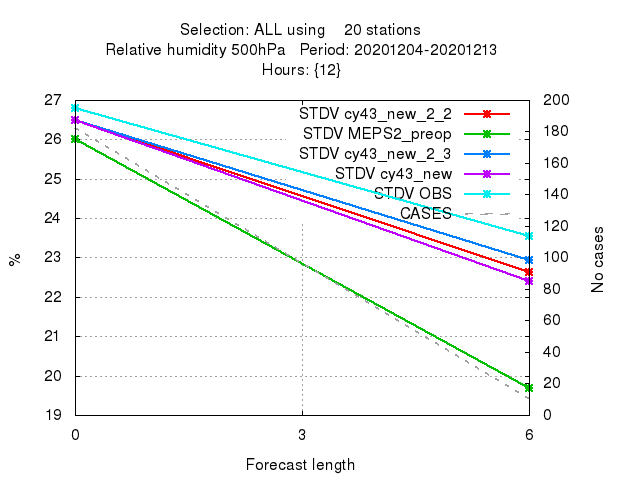 Selection: ALL using 20 stations
Relative humidity 500hPa Period: 20201204-20201213
Hours: {12}
STDV cy43_new_2_2
STDV MEPS2_preop
STDV cy43_new_2_3
STDV cy43_new
STDV OBS
CASES
27
26
25
24
23
22
21
20
19
%
200
180
160
140
120
100
80
60
40
20
0
No cases
0 3 6
Forecast length